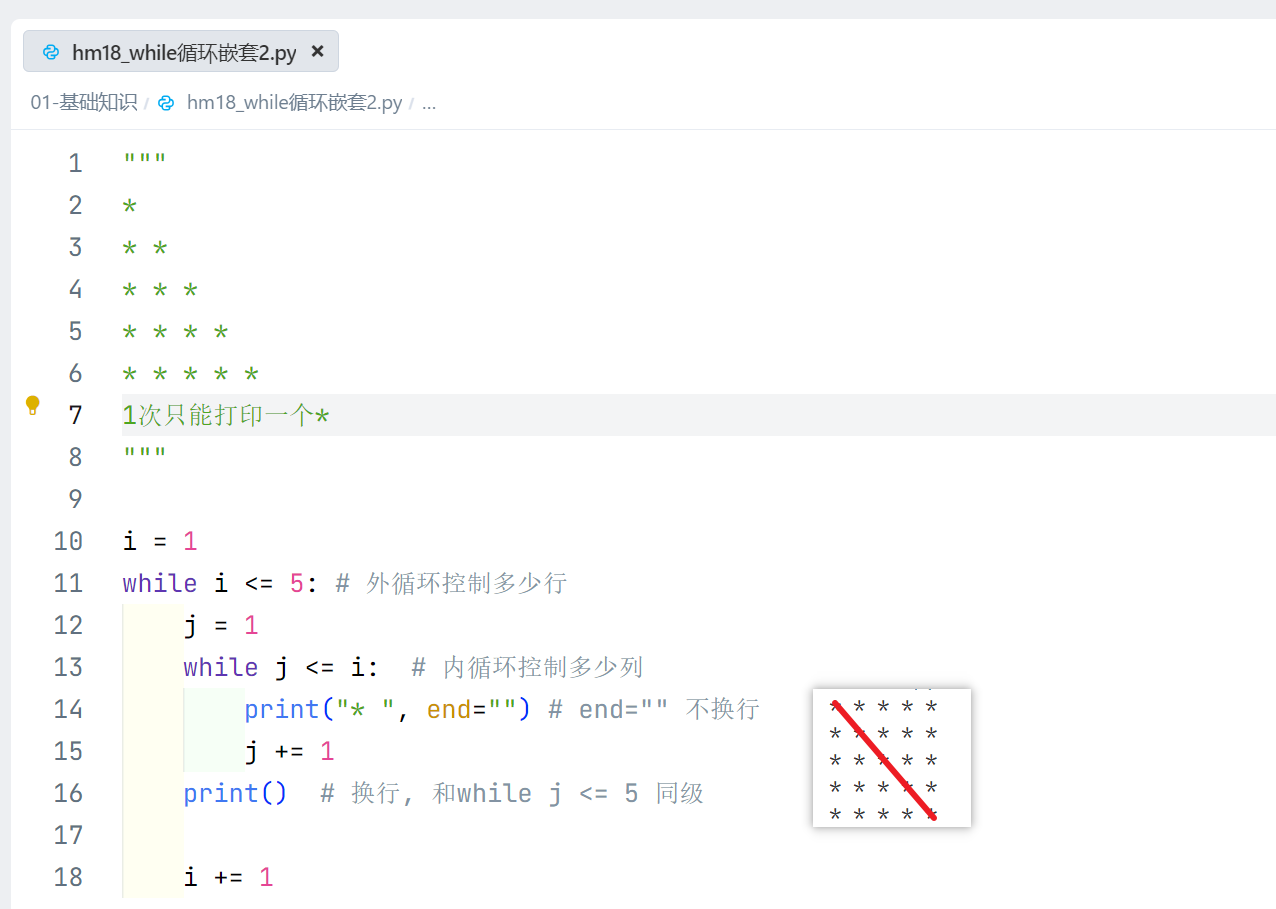 hm18_while循环嵌套2.py ×
01-基础知识 / hm18_while循环嵌套2.py / ...
1 """
2 *
3 * *
4 * * *
5 * * * *
6 * * * * *
7 1次只能打印一个*
8 """
9
10 i = 1
11 while i <= 5: # 外循环控制多少行
12     j = 1
13     while j <= i:  # 内循环控制多少列
14         print("* ", end="") # end="" 不换行
15         j += 1
16     print()  # 换行, 和while j <= 5 同级
17
18     i += 1
* * * * *
* * * * *
* * * * *
* * * * *
* * * * *